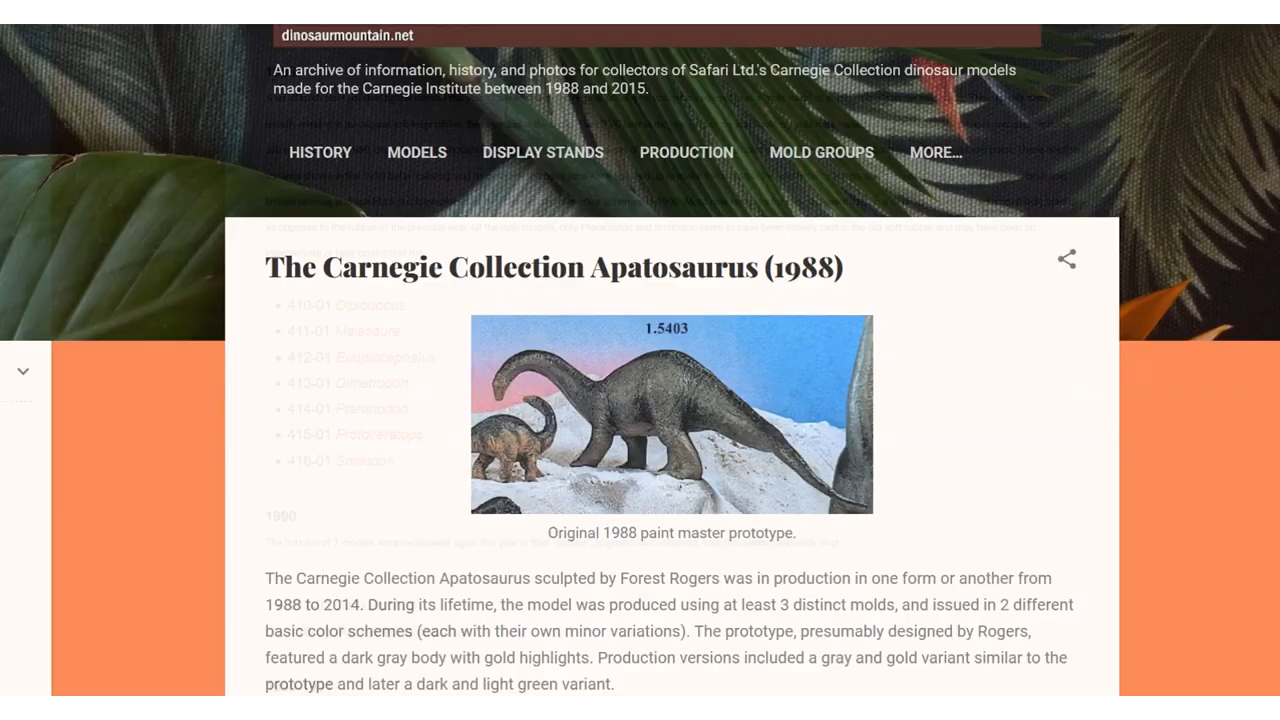 dinosaurmountain.net
An archive of information, history, and photos for collectors of Safari Ltd.'s Carnegie Collection dinosaur models
made for the Carnegie Institute between 1988 and 2015.
HISTORY MODELS DISPLAY STANDS PRODUCTION MOLD GROUPS MORE...
The Carnegie Collection Apatosaurus (1988)
410-01 Diplodocus
411-01 Maiasaura
412-01 Euoplocephalus
413-01 Dimetrodon
414-01 Pteranodon
415-01 Protoceratops
416-01 Smilodon
1.5403
1990
Original 1988 paint master prototype.
The Carnegie Collection Apatosaurus sculpted by Forest Rogers was in production in one form or another from
1988 to 2014. During its lifetime, the model was produced using at least 3 distinct molds, and issued in 2 different
basic color schemes (each with their own minor variations). The prototype, presumably designed by Rogers,
featured a dark gray body with gold highlights. Production versions included a gray and gold variant similar to the
prototype and later a dark and light green variant.